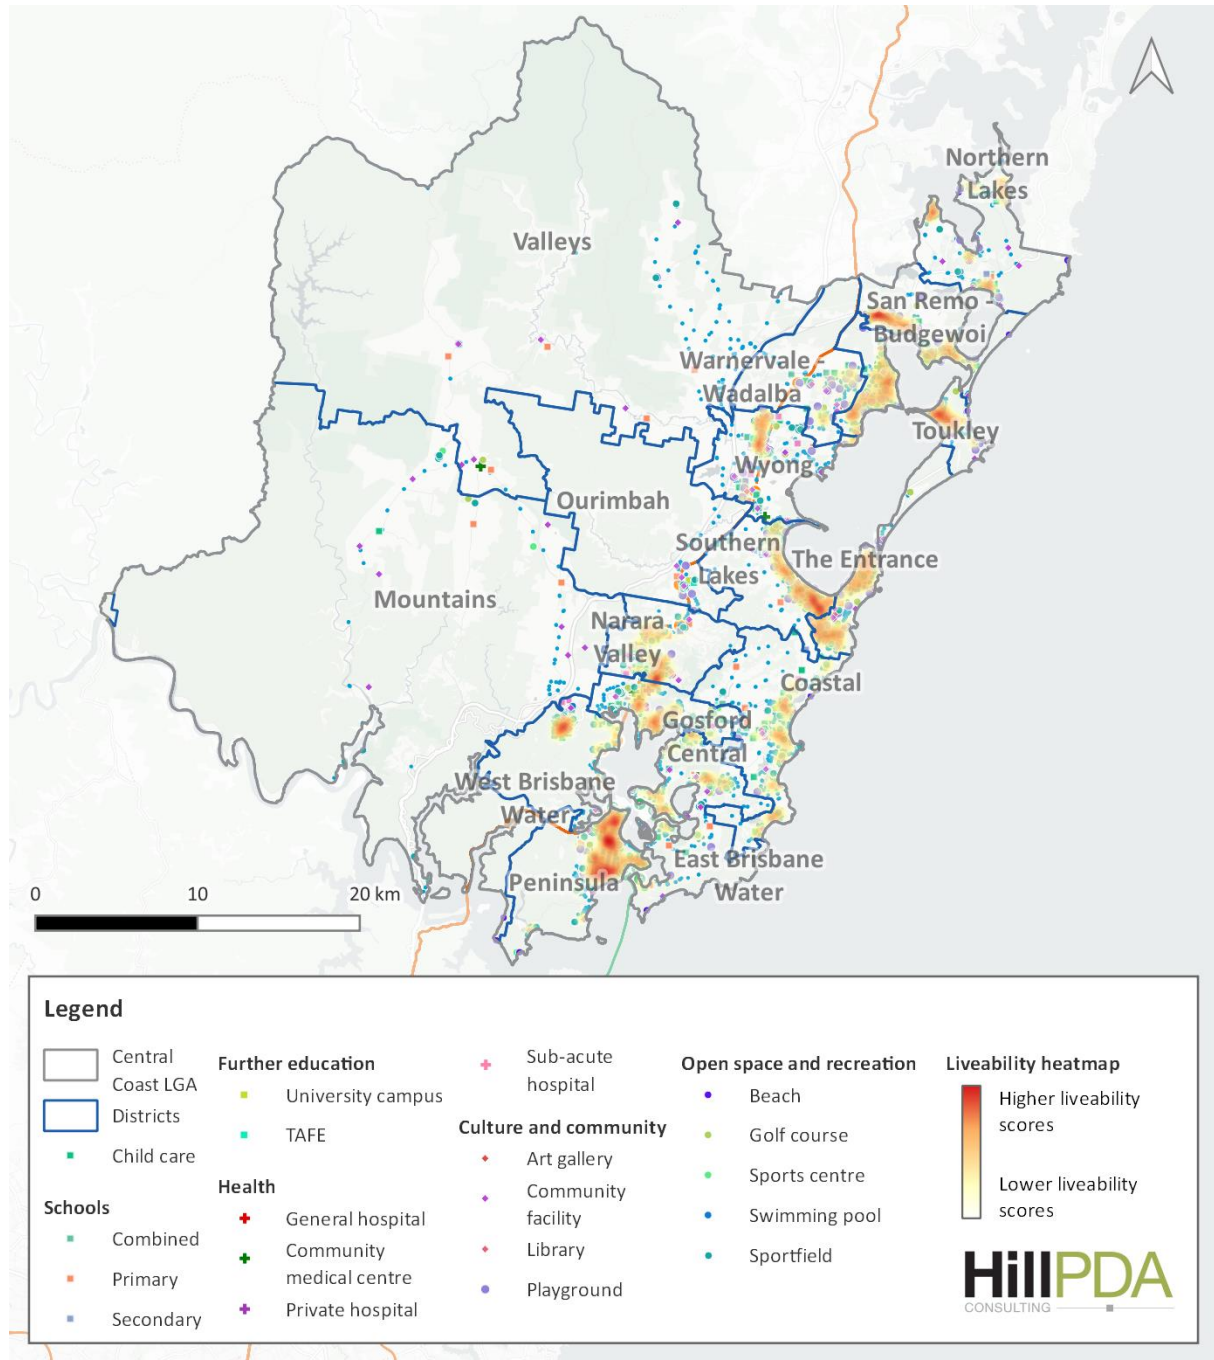 Northern
Lakes
Valleys
San Remo -
Budgewoi
Warnervale -
Wadalba
Toukley
Wyong
Ourimbah
Southern
Lakes
The Entrance
Mountains
Narara
Valley
Coastal
Gosford
Central
West Brisbane
Water
East Brisbane
Water
Peninsula
0 10 20 km
Legend
Central
Coast LGA
Districts
Child care
Schools
Combined
Primary
Secondary
Further education
University campus
TAFE
Health
General hospital
Community
medical centre
Private hospital
Sub-acute
hospital
Culture and community
Art gallery
Community
facility
Library
Playground
Open space and recreation
Beach
Golf course
Sports centre
Swimming pool
Sportfield
Liveability heatmap
Higher liveability
scores
Lower liveability
scores
HillPDA
CONSULTING